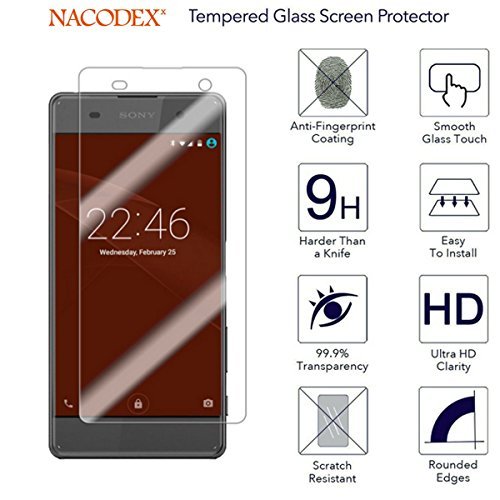 NACODEX x
Tempered Glass Screen Protector
SONY
22:46
Wednesday, February 25
Anti-Fingerprint
Coating
Smooth
Glass Touch
9H
Harder Than
a Knife
Easy
To Install
99.9%
Transparency
HD
Ultra HD
Clarity
Scratch
Resistant
Rounded
Edges